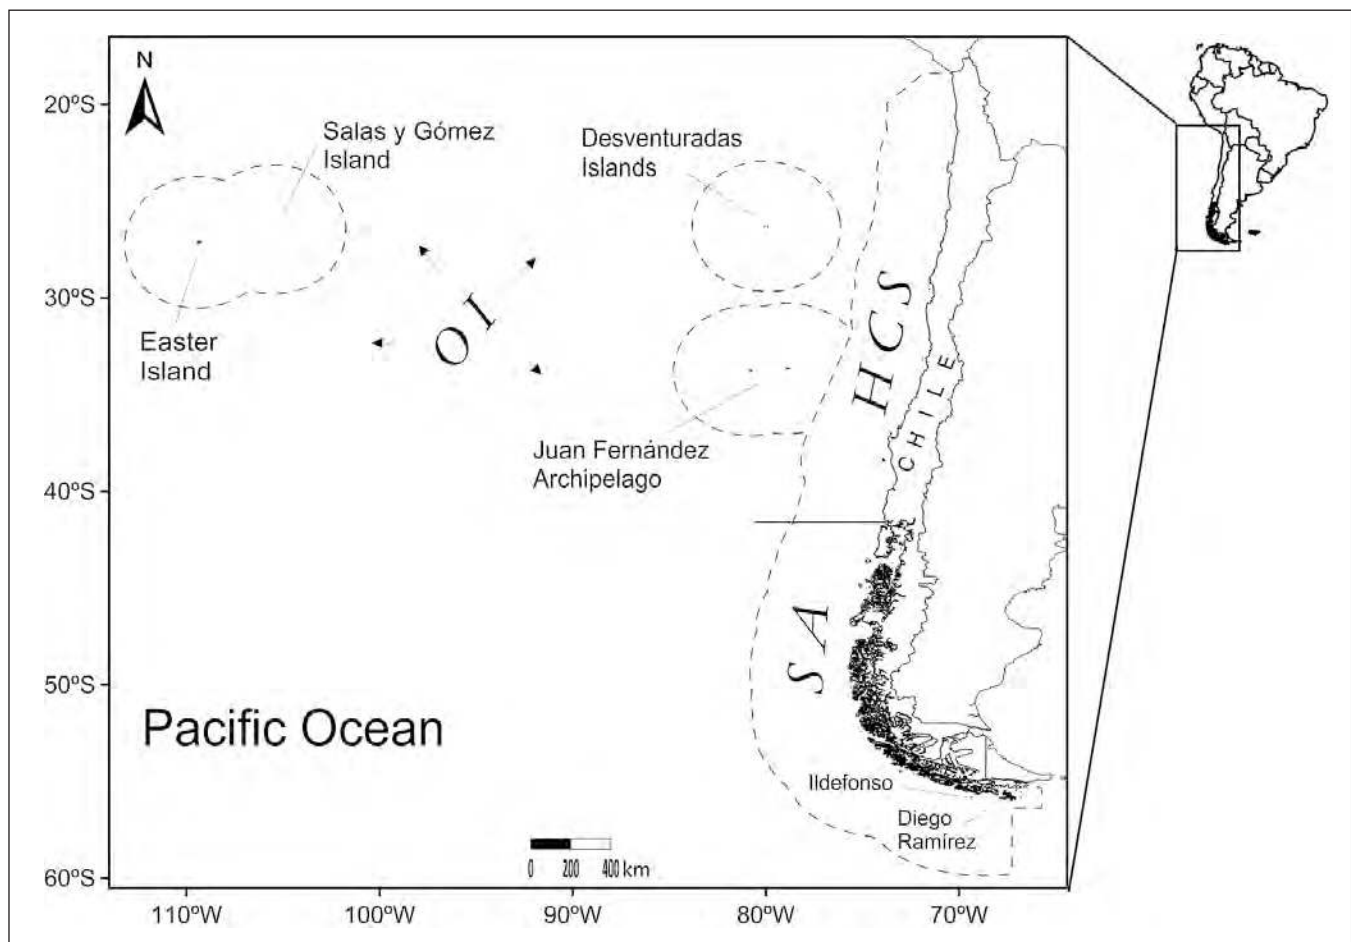 N
20ºS
30ºS
40ºS
50ºS
60ºS
Salas y Gómez
Island
Desventuradas
Islands
Easter
Island
OI
HCS
CHILE
Juan Fernández
Archipelago
SA
Pacific Ocean
Ildefonso
Diego
Ramírez
0 200 400 km
110ºW 100ºW 90ºW 80ºW 70ºW